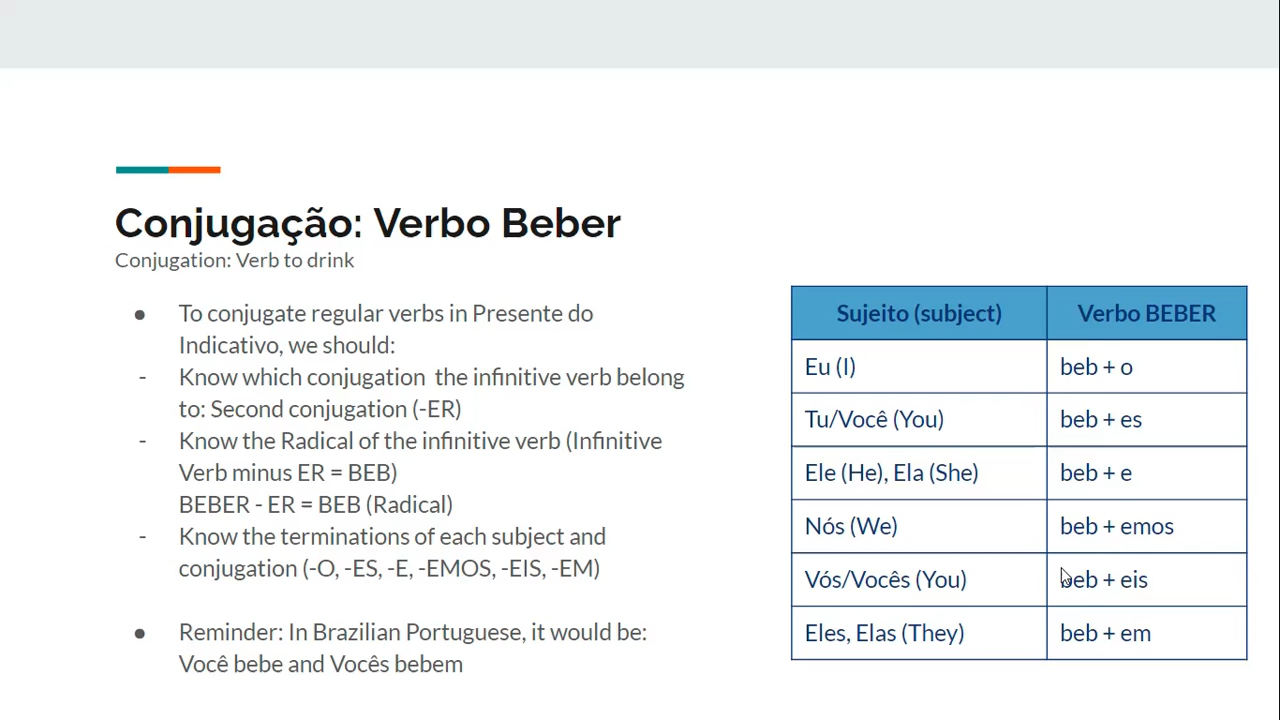 Conjugação: Verbo Beber
Conjugation: Verb to drink
● To conjugate regular verbs in Presente do
Indicativo, we should:
- Know which conjugation the infinitive verb belong
to: Second conjugation (-ER)
- Know the Radical of the infinitive verb (Infinitive
Verb minus ER = BEB)
BEBER - ER = BEB (Radical)
- Know the terminations of each subject and
conjugation (-O, -ES, -E, -EMOS, -EIS, -EM)
● Reminder: In Brazilian Portuguese, it would be:
Você bebe and Vocês bebem
Sujeito (subject) Verbo BEBER
Eu (I) beb + o
Tu/Você (You) beb + es
Ele (He), Ela (She) beb + e
Nós (We) beb + emos
Vós/Vocês (You) beb + eis
Eles, Elas (They) beb + em